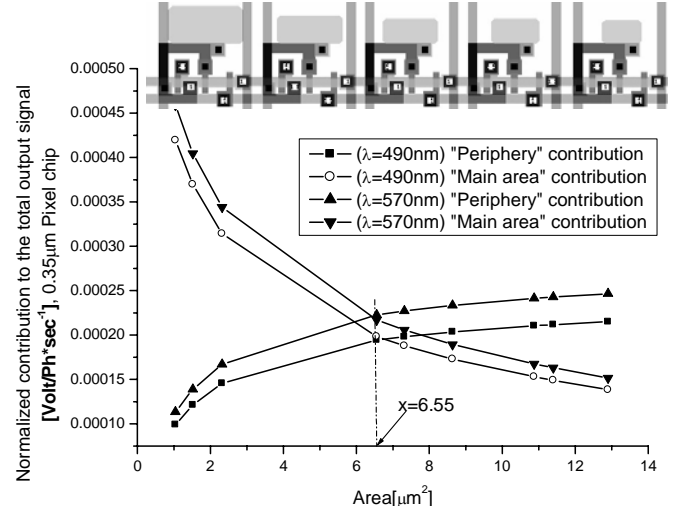 Normalized contribution to the total output signal
[Volt/Ph*sec⁻¹], 0.35μm Pixel chip
0.00050
0.00045
0.00040
0.00035
0.00030
0.00025
0.00020
0.00015
0.00010
(λ=490nm) "Periphery" contribution
(λ=490nm) "Main area" contribution
(λ=570nm) "Periphery" contribution
(λ=570nm) "Main area" contribution
x=6.55
0 2 4 6 8 10 12 14
Area[μm²]